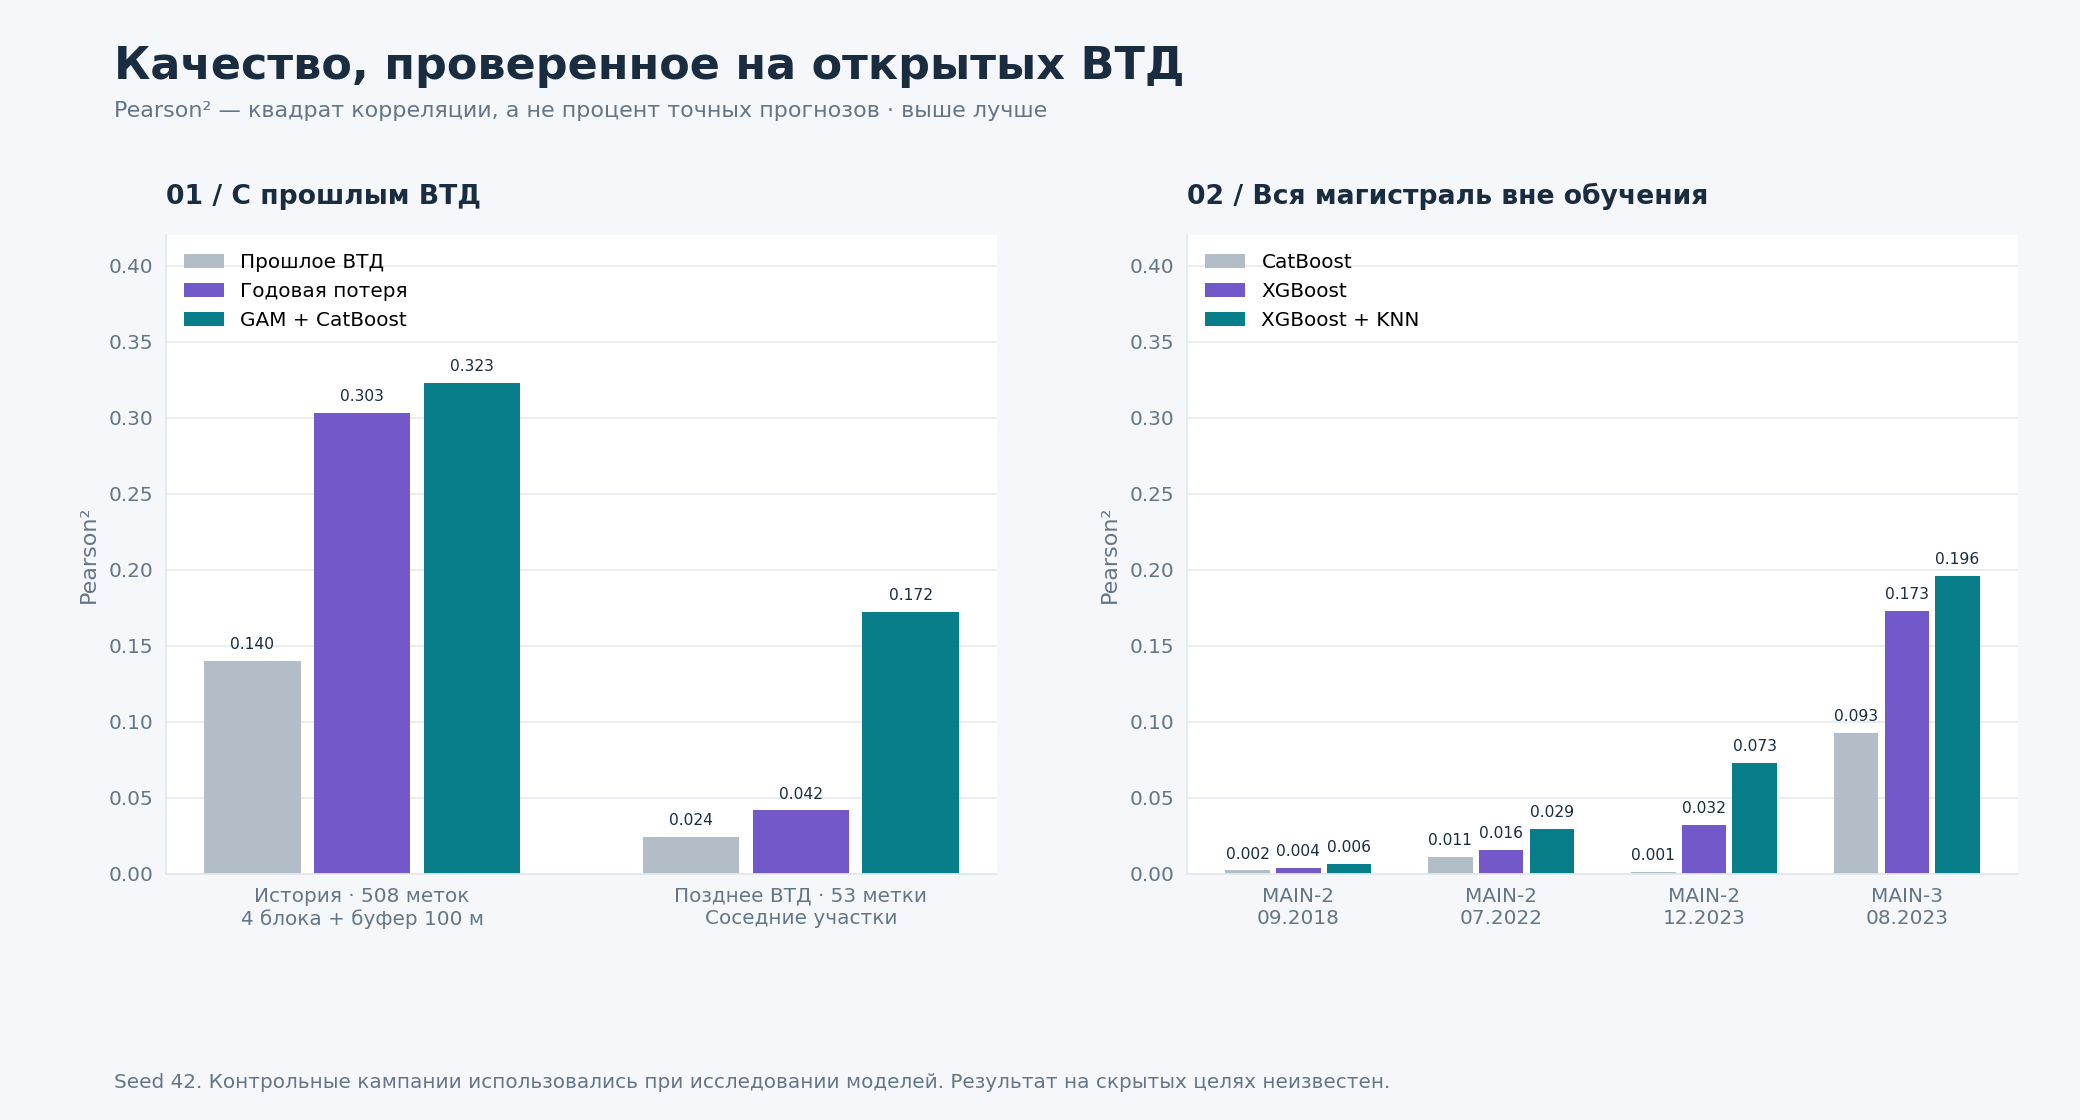 Качество, проверенное на открытых ВТД
Pearson² — квадрат корреляции, а не процент точных прогнозов · выше лучше
01 / С прошлым ВТД
Прошлое ВТД
Годовая потеря
GAM + CatBoost
Pearson²
0.40
0.35
0.30
0.25
0.20
0.15
0.10
0.05
0.00
0.140
0.303
0.323
0.024
0.042
0.172
История · 508 меток
4 блока + буфер 100 м
Позднее ВТД · 53 метки
Соседние участки
02 / Вся магистраль вне обучения
CatBoost
XGBoost
XGBoost + KNN
Pearson²
0.40
0.35
0.30
0.25
0.20
0.15
0.10
0.05
0.00
0.002
0.004
0.006
0.011
0.016
0.029
0.001
0.032
0.073
0.093
0.173
0.196
MAIN-2
09.2018
MAIN-2
07.2022
MAIN-2
12.2023
MAIN-3
08.2023
Seed 42. Контрольные кампании использовались при исследовании моделей. Результат на скрытых целях неизвестен.